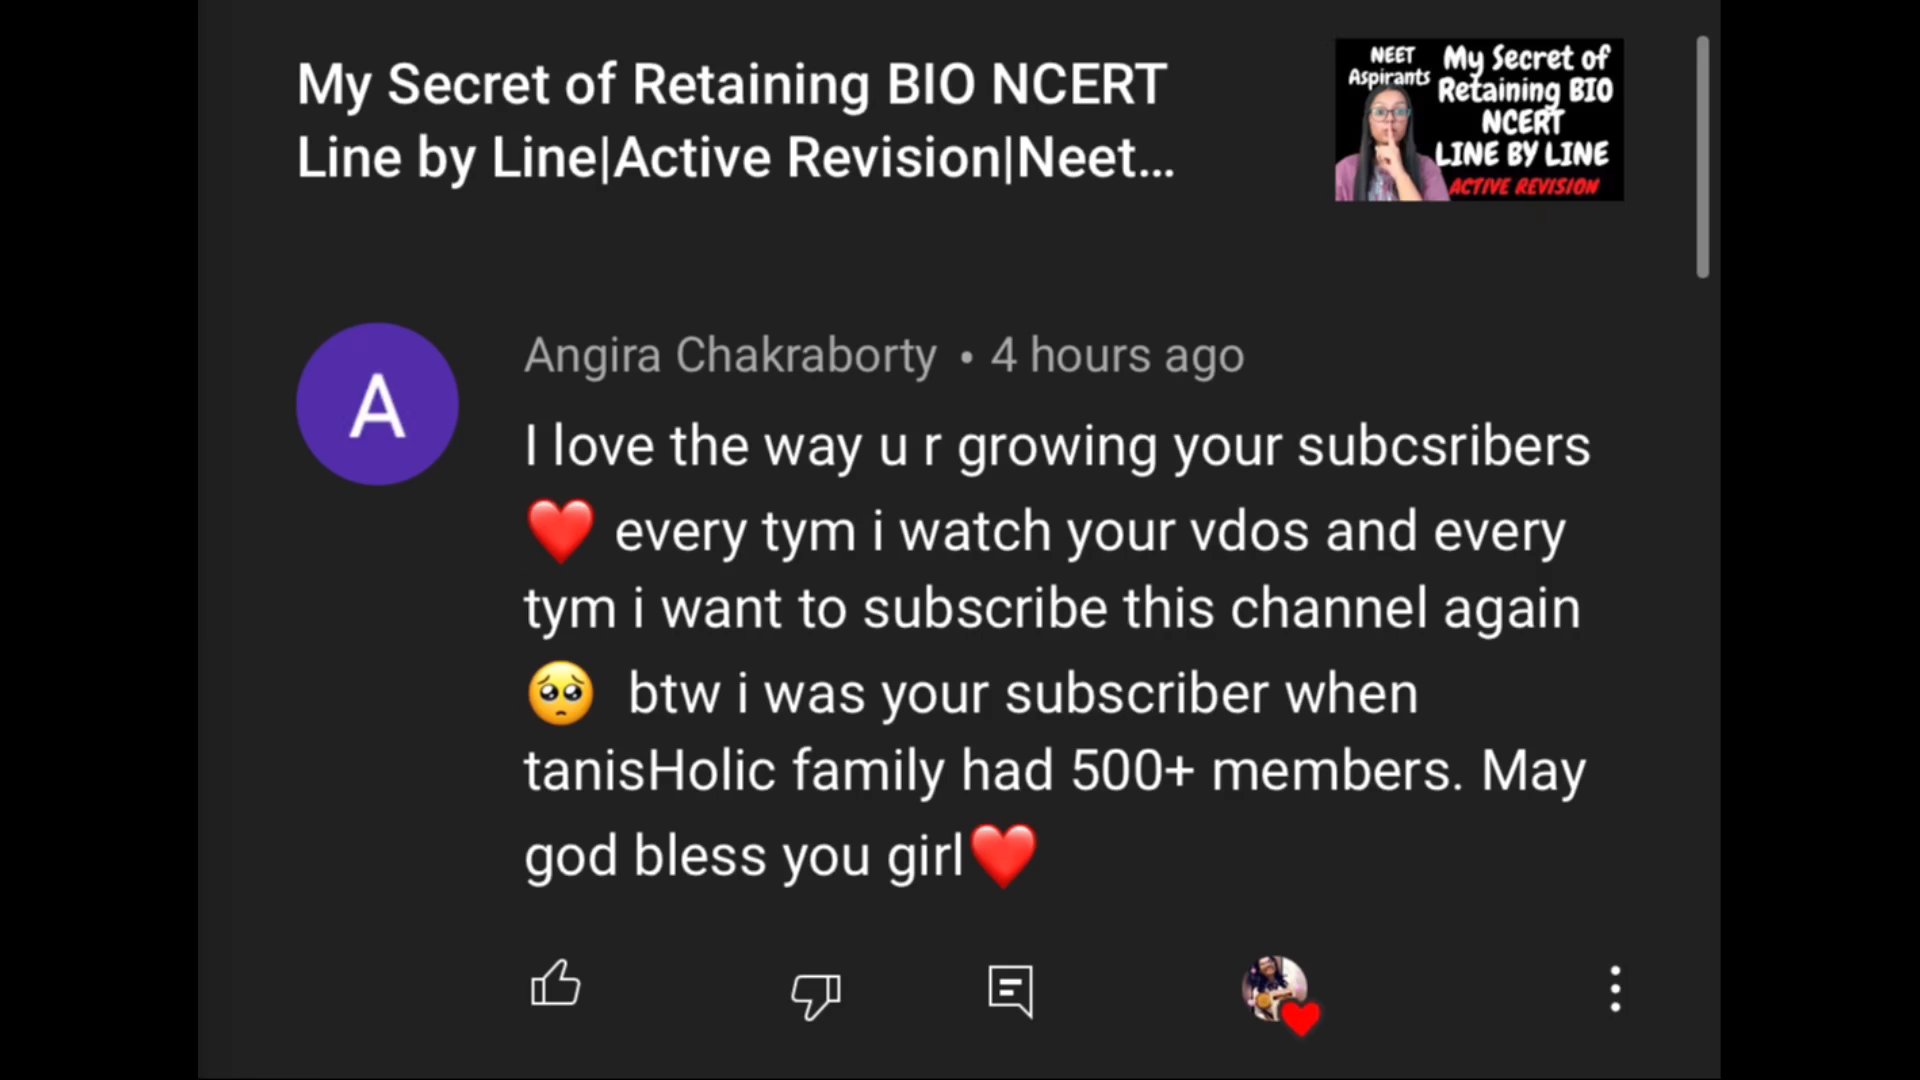 My Secret of Retaining BIO NCERT
Line by Line|Active Revision|Neet...
NEET
Aspirants
My Secret of
Retaining BIO
NCERT
LINE BY LINE
ACTIVE REVISION
A
Angira Chakraborty • 4 hours ago
I love the way u r growing your subcsribers
❤️ every tym i watch your vdos and every
tym i want to subscribe this channel again
🥺 btw i was your subscriber when
tanisHolic family had 500+ members. May
god bless you girl❤️